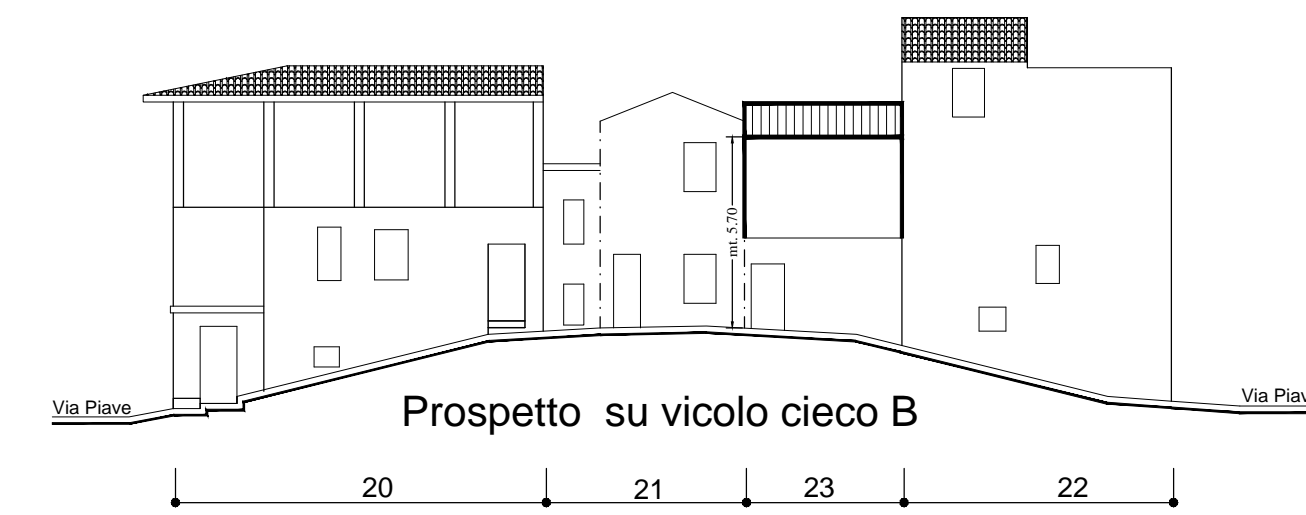 mt. 5.70
Via Piave
Via Piav
Prospetto su vicolo cieco B
20 21 23 22